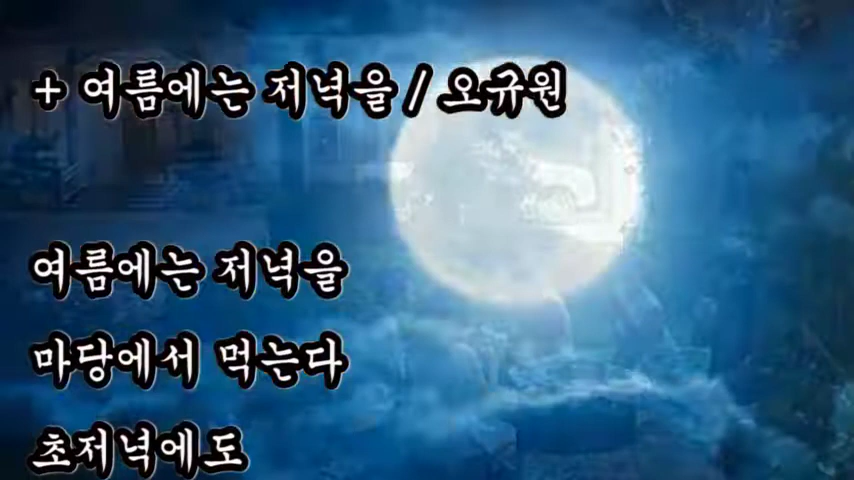 + 여름에는 저녁을 / 오규원
여름에는 저녁을
마당에서 먹는다
초저녁에도